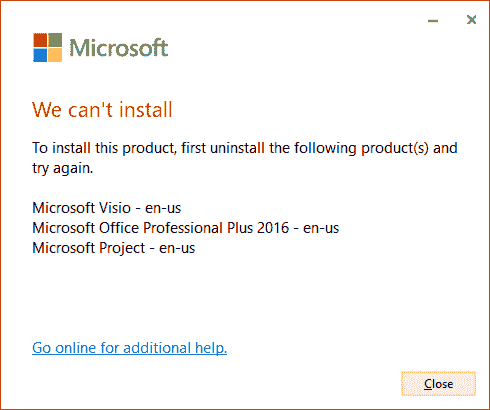 Microsoft
We can't install
To install this product, first uninstall the following product(s) and
try again.
Microsoft Visio - en-us
Microsoft Office Professional Plus 2016 - en-us
Microsoft Project - en-us
Go online for additional help.
Close